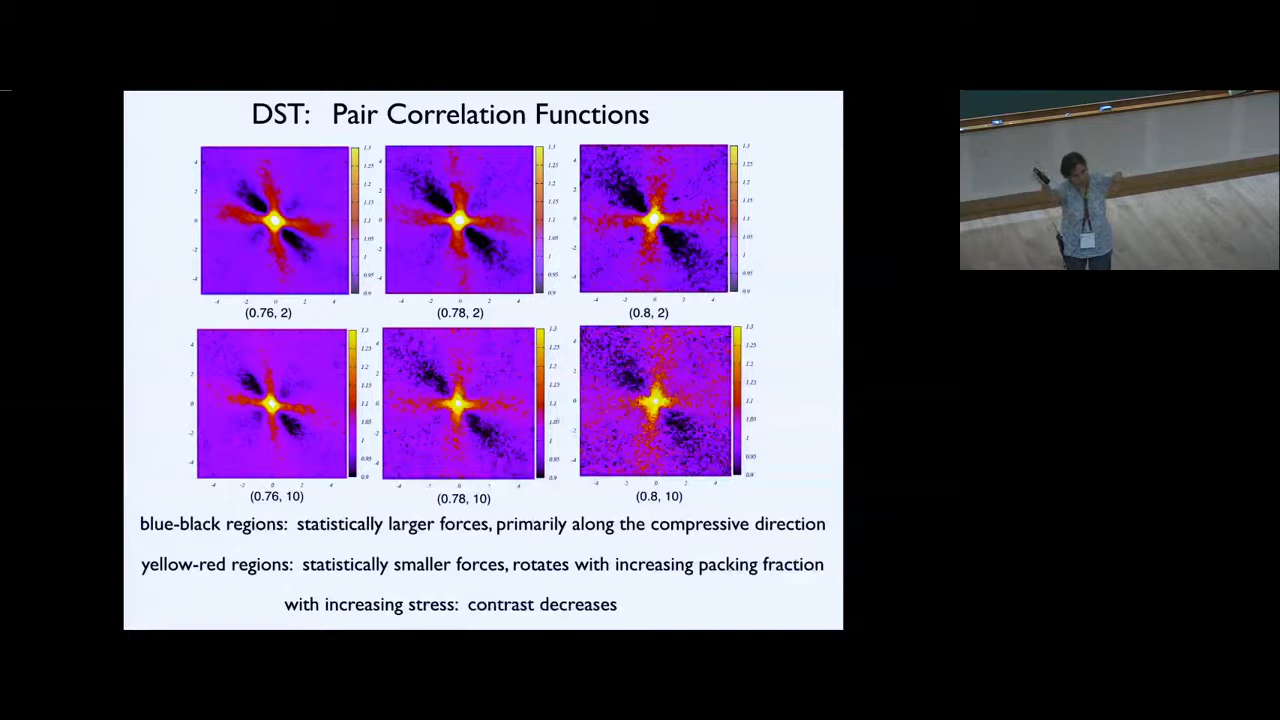 DST: Pair Correlation Functions
(0.76, 2)
(0.78, 2)
(0.8, 2)
(0.76, 10)
(0.78, 10)
(0.8, 10)
blue-black regions: statistically larger forces, primarily along the compressive direction
yellow-red regions: statistically smaller forces, rotates with increasing packing fraction
with increasing stress: contrast decreases